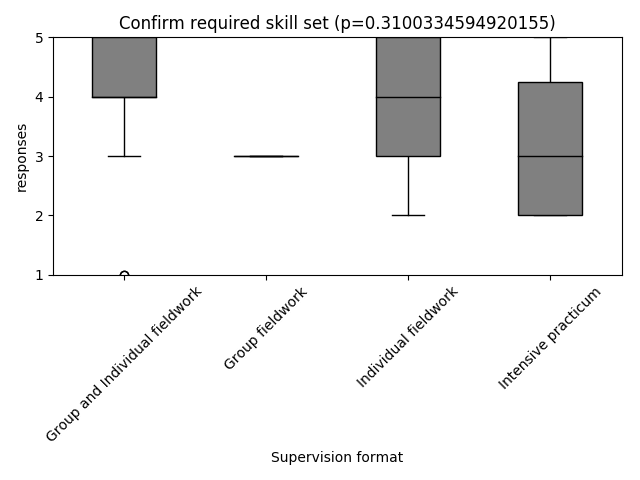 Confirm required skill set (p=0.3100334594920155)
responses
5
4
3
2
1
Group and Individual fieldwork
Group fieldwork
Individual fieldwork
Intensive practicum
Supervision format